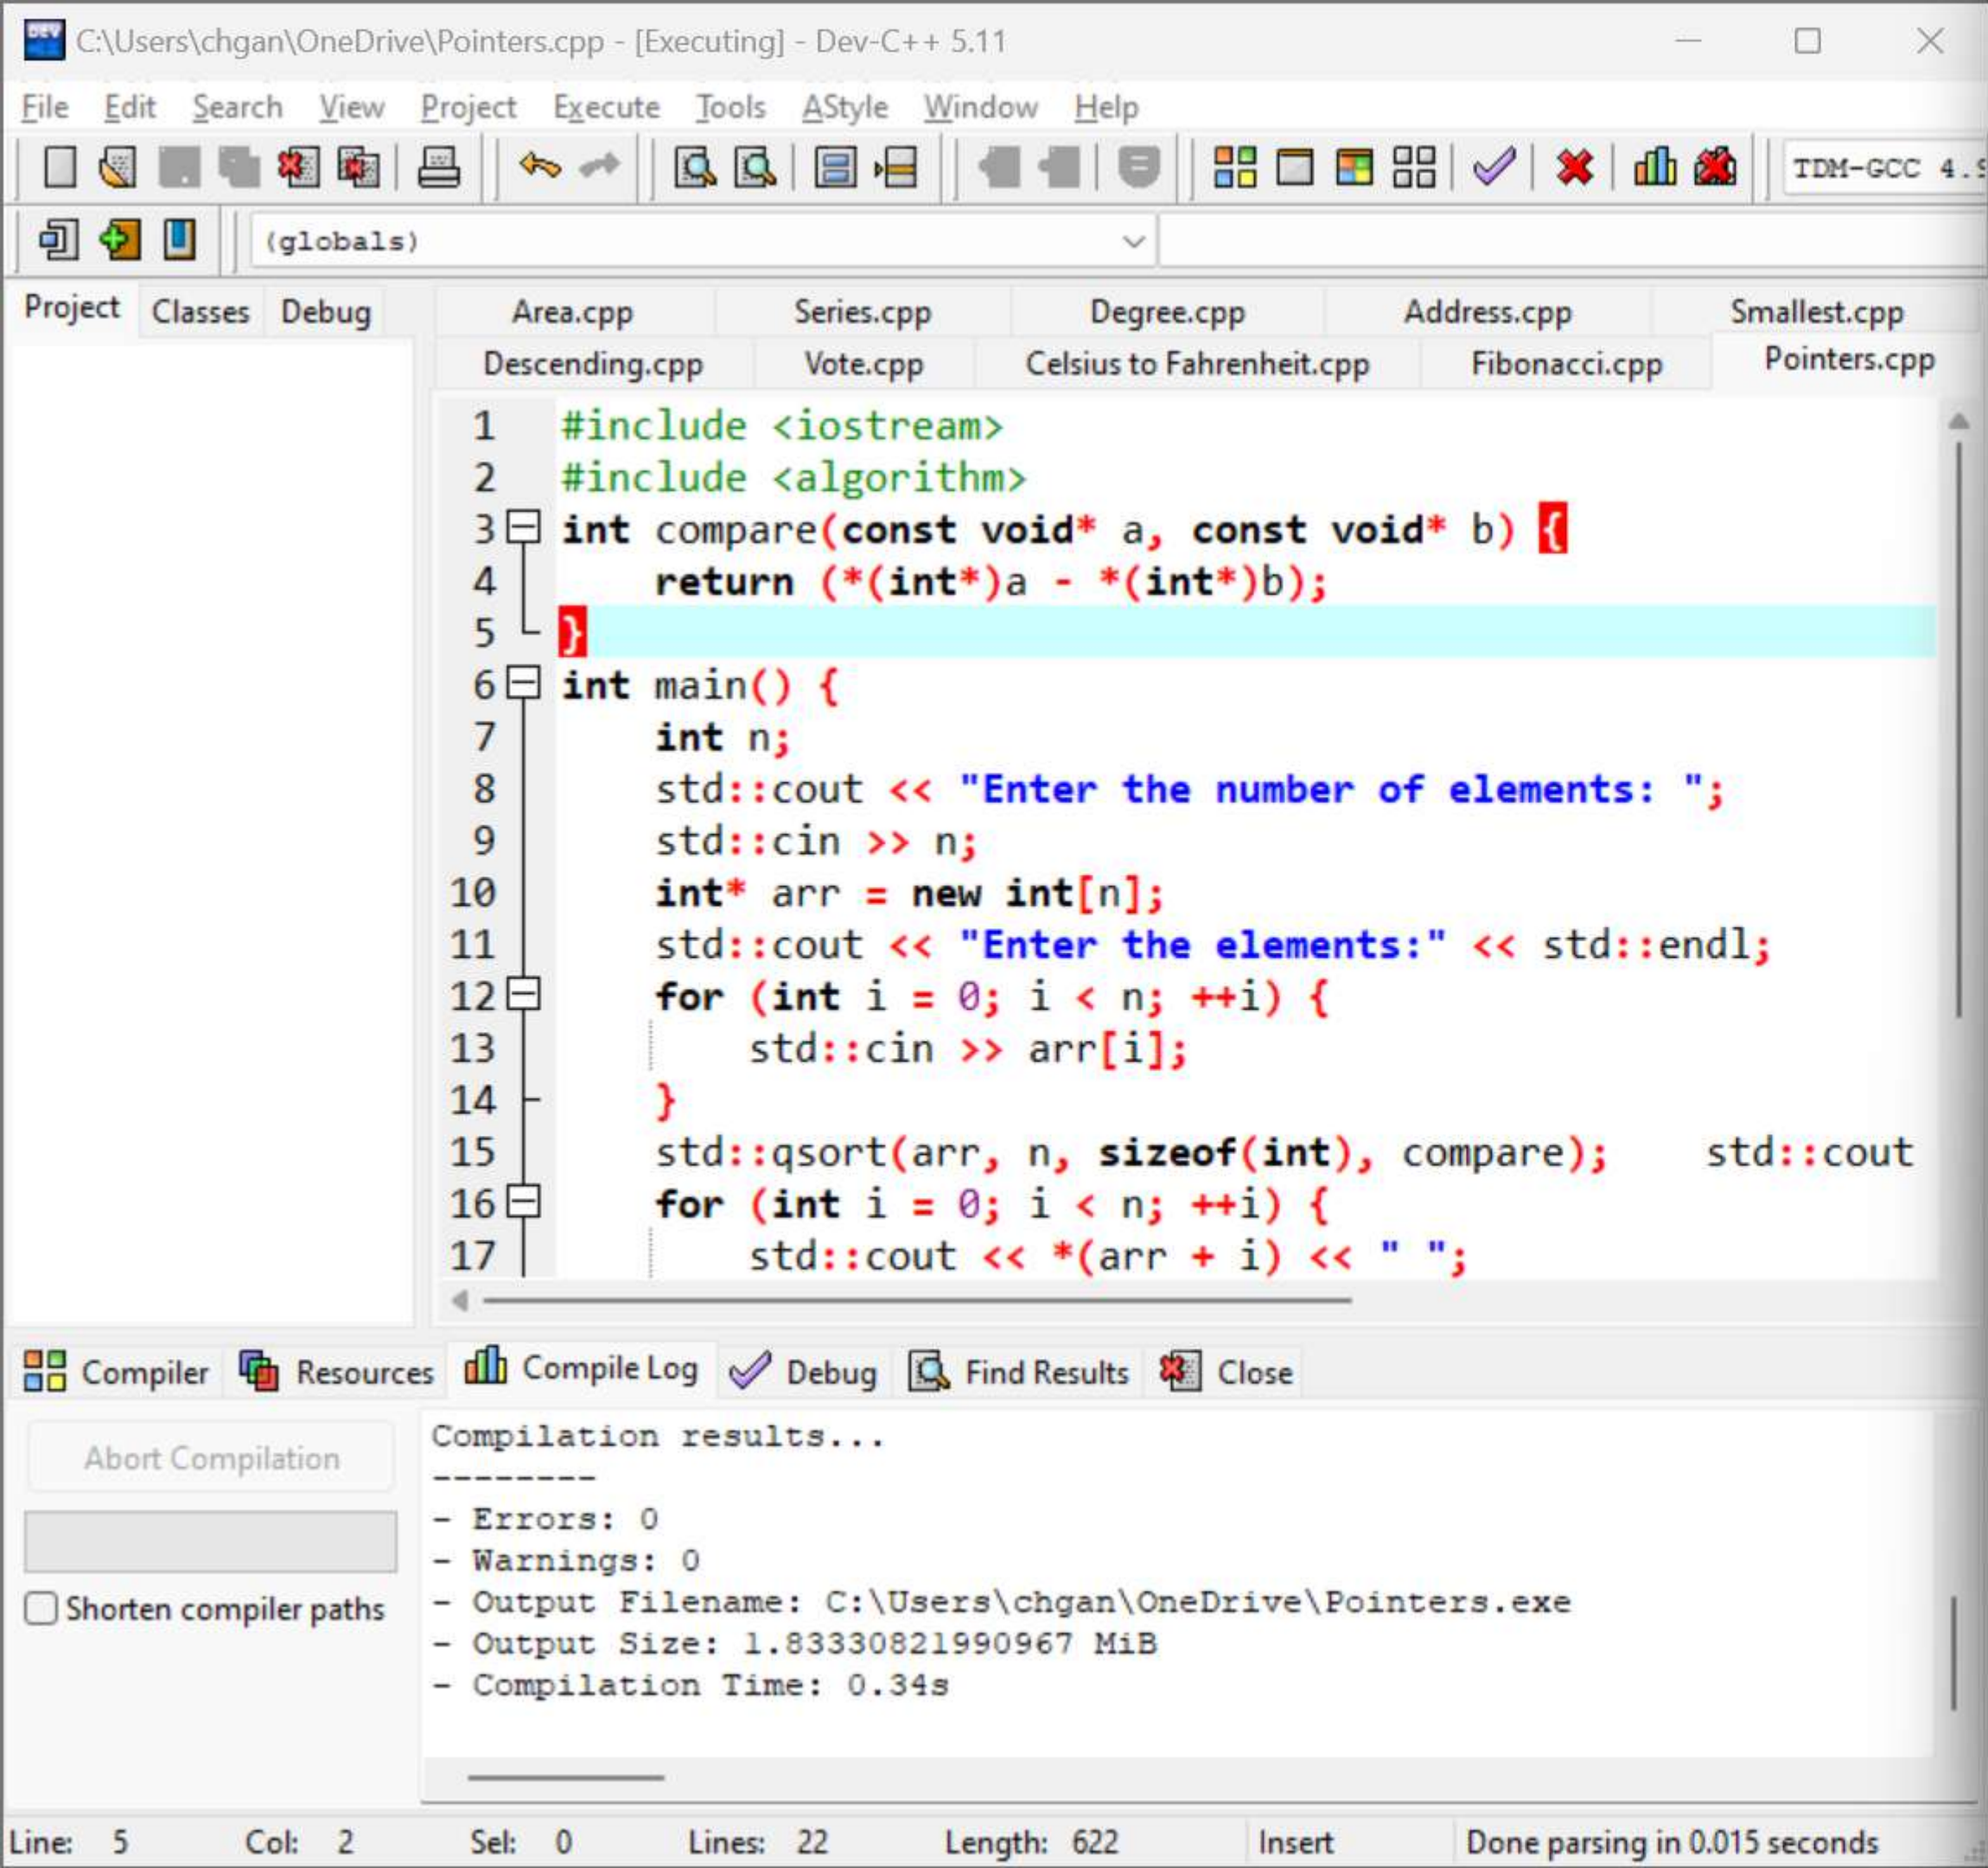 C:\Users\chgan\OneDrive\Pointers.cpp - [Executing] - Dev-C++ 5.11
File Edit Search View Project Execute Tools AStyle Window Help
TDM-GCC 4.9
(globals)
Project Classes Debug
Area.cpp Series.cpp Degree.cpp Address.cpp Smallest.cpp
Descending.cpp Vote.cpp Celsius to Fahrenheit.cpp Fibonacci.cpp Pointers.cpp
1 #include <iostream>
2 #include <algorithm>
3 int compare(const void* a, const void* b) {
4     return (*(int*)a - *(int*)b);
5 }
6 int main() {
7     int n;
8     std::cout << "Enter the number of elements: ";
9     std::cin >> n;
10     int* arr = new int[n];
11     std::cout << "Enter the elements:" << std::endl;
12     for (int i = 0; i < n; ++i) {
13         std::cin >> arr[i];
14     }
15     std::qsort(arr, n, sizeof(int), compare);    std::cout
16     for (int i = 0; i < n; ++i) {
17         std::cout << *(arr + i) << " ";
Compiler Resources Compile Log Debug Find Results Close
Abort Compilation
Shorten compiler paths
Compilation results...
--------
- Errors: 0
- Warnings: 0
- Output Filename: C:\Users\chgan\OneDrive\Pointers.exe
- Output Size: 1.83330821990967 MiB
- Compilation Time: 0.34s
Line: 5 Col: 2 Sel: 0 Lines: 22 Length: 622 Insert Done parsing in 0.015 seconds